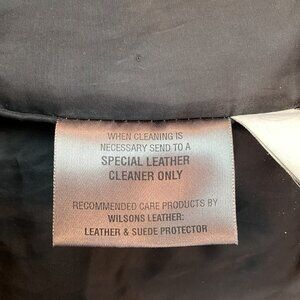 WHEN CLEANING IS
NECESSARY SEND TO A
SPECIAL LEATHER
CLEANER ONLY
RECOMMENDED CARE PRODUCTS BY
WILSONS LEATHER:
LEATHER & SUEDE PROTECTOR